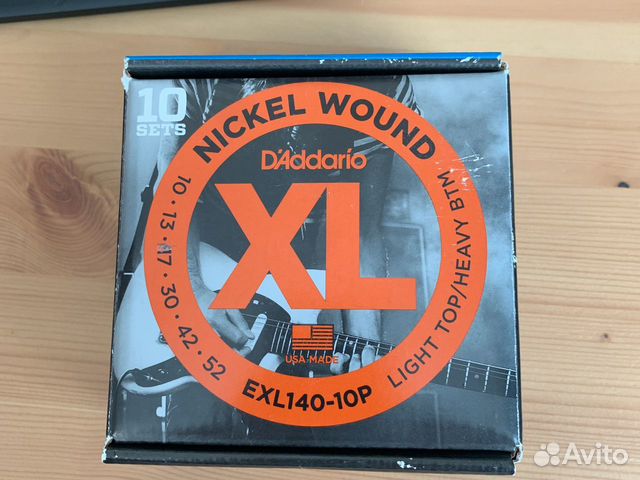 10
SETS
NICKEL WOUND
D'Addario
XL
10 • 13 • 17 • 30 • 42 • 52
LIGHT TOP/HEAVY BTM
USA MADE
EXL140-10P
Avito